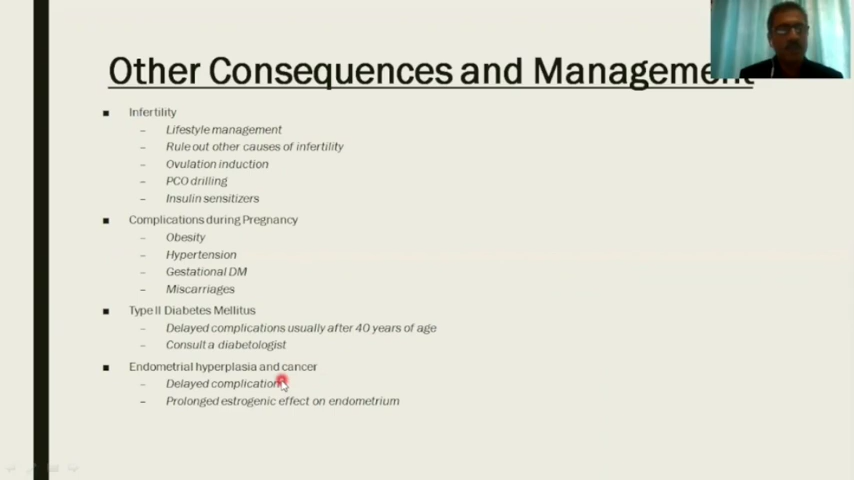 Other Consequences and Management
■ Infertility
– Lifestyle management
– Rule out other causes of infertility
– Ovulation induction
– PCO drilling
– Insulin sensitizers
■ Complications during Pregnancy
– Obesity
– Hypertension
– Gestational DM
– Miscarriages
■ Type II Diabetes Mellitus
– Delayed complications usually after 40 years of age
– Consult a diabetologist
■ Endometrial hyperplasia and cancer
– Delayed complication
– Prolonged estrogenic effect on endometrium